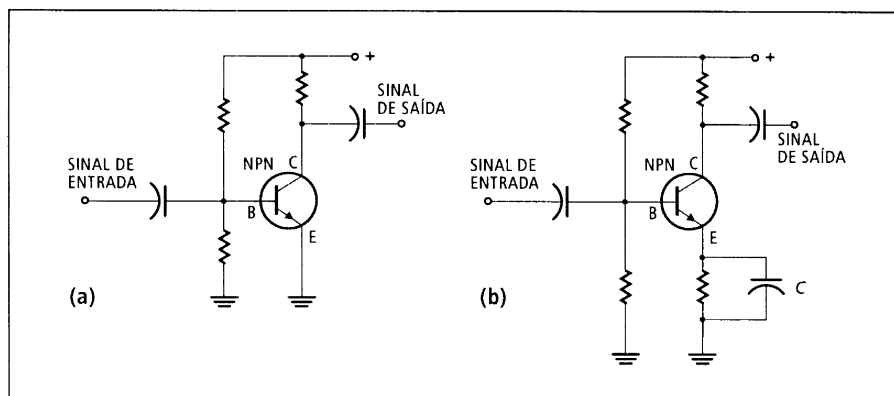 +
SINAL
DE SAÍDA
SINAL DE
ENTRADA
NPN
C
B
E
(a)
+
SINAL
DE SAÍDA
SINAL DE
ENTRADA
NPN
C
B
E
C
(b)